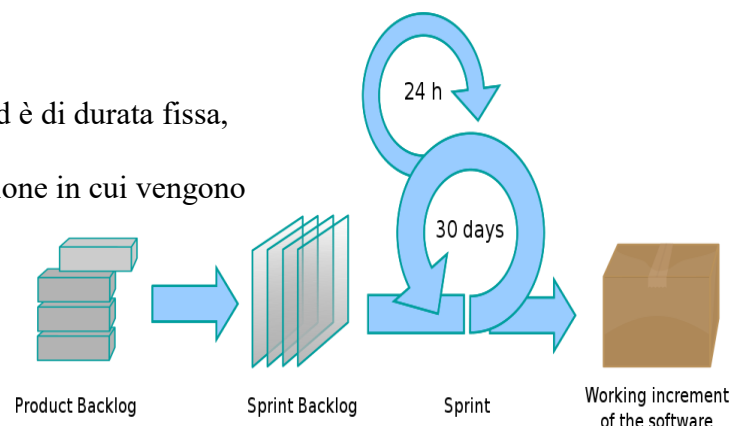 24 h
d è di durata fissa,
one in cui vengono
30 days
Product Backlog
Sprint Backlog
Sprint
Working increment
of the software